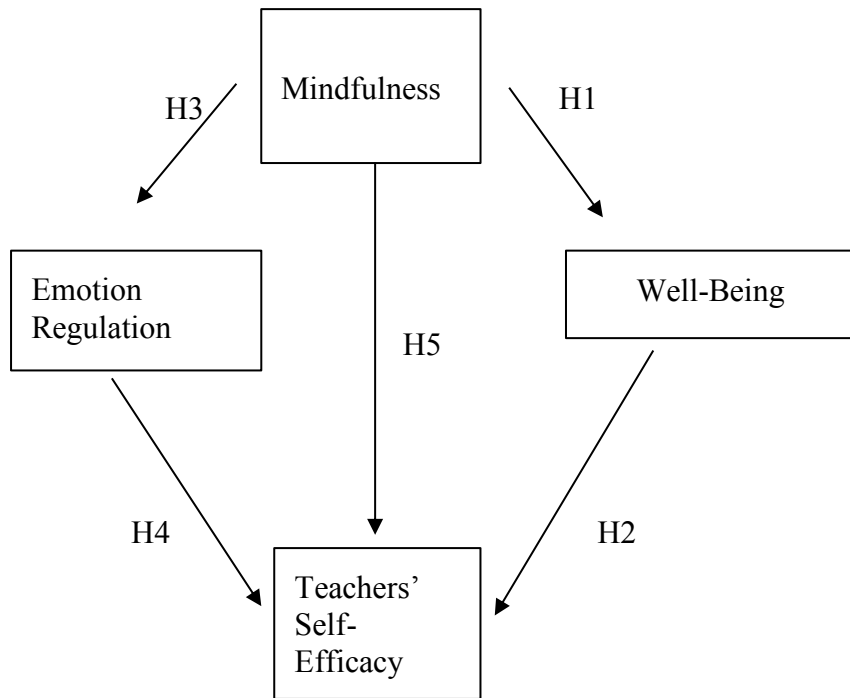 Mindfulness
H3
H1
Emotion
Regulation
Well-Being
H5
H4
H2
Teachers’
Self-
Efficacy